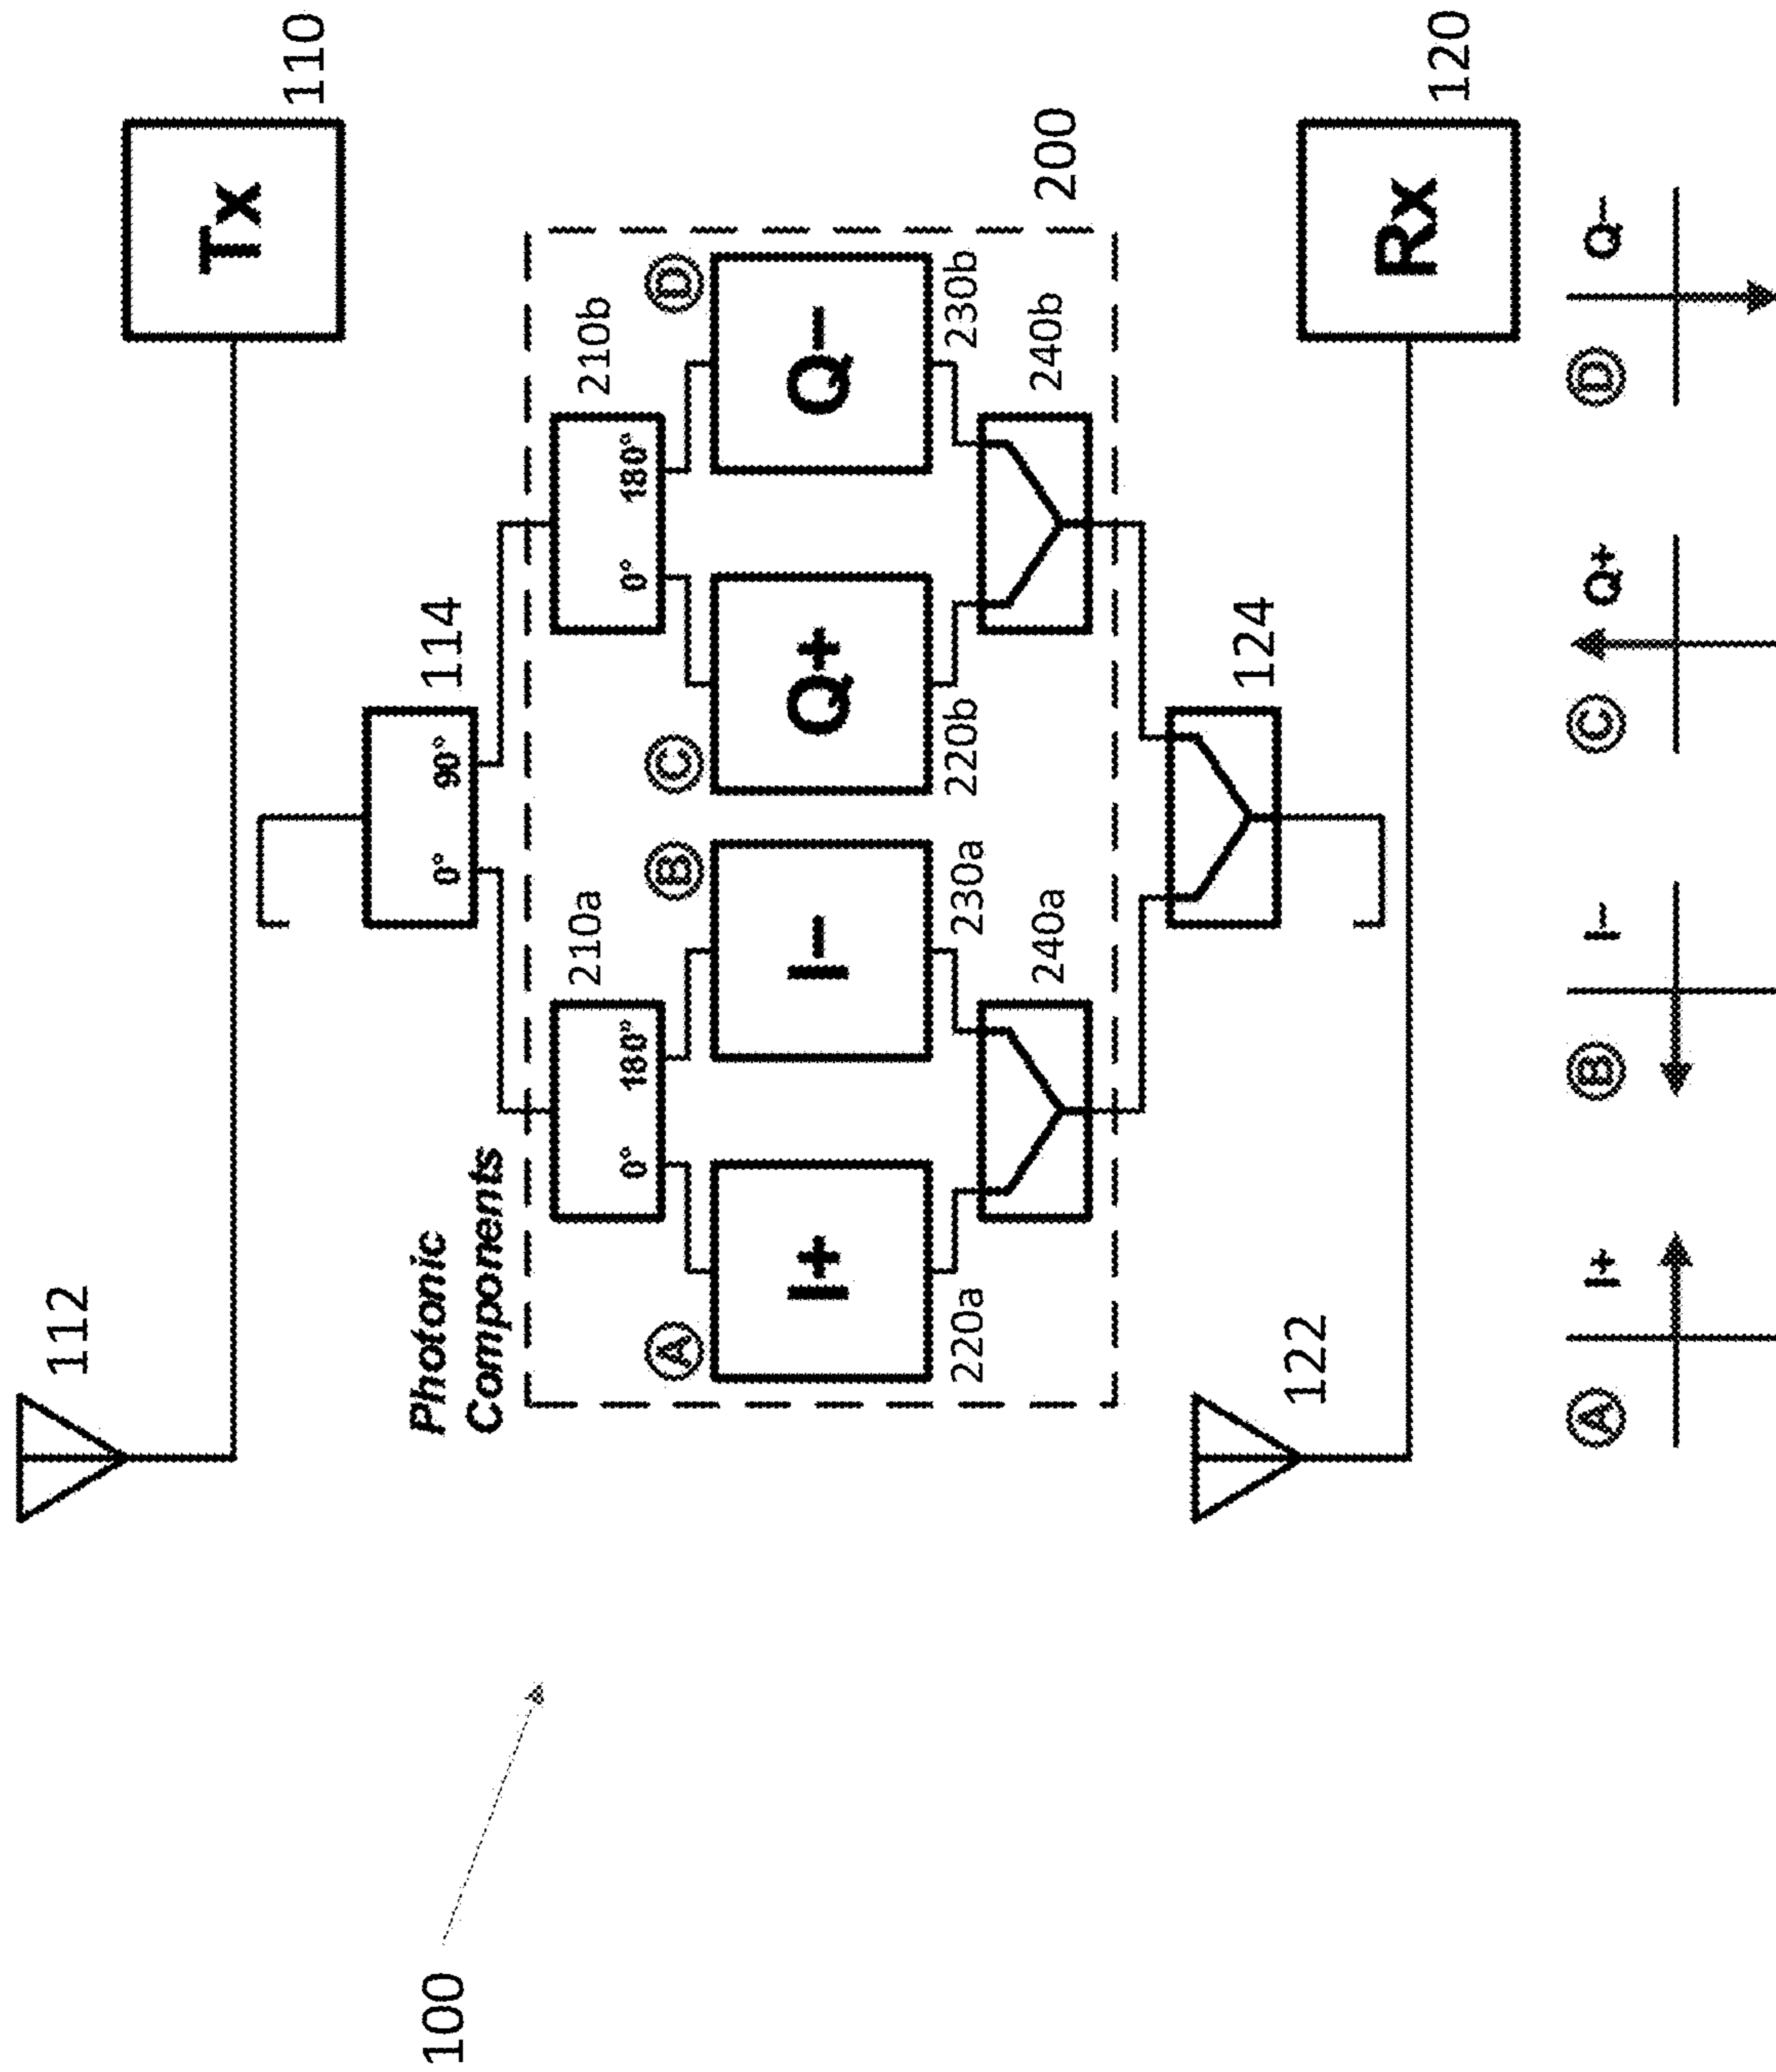 112
Tx
110
100
Photonic
Components
114
0° 90°
210a
210b
0° 180°
0° 180°
A
B
C
D
I+
I−
Q+
Q−
220a
230a
220b
230b
240a
240b
200
124
122
Rx
120
A I+
B I−
C Q+
D Q−